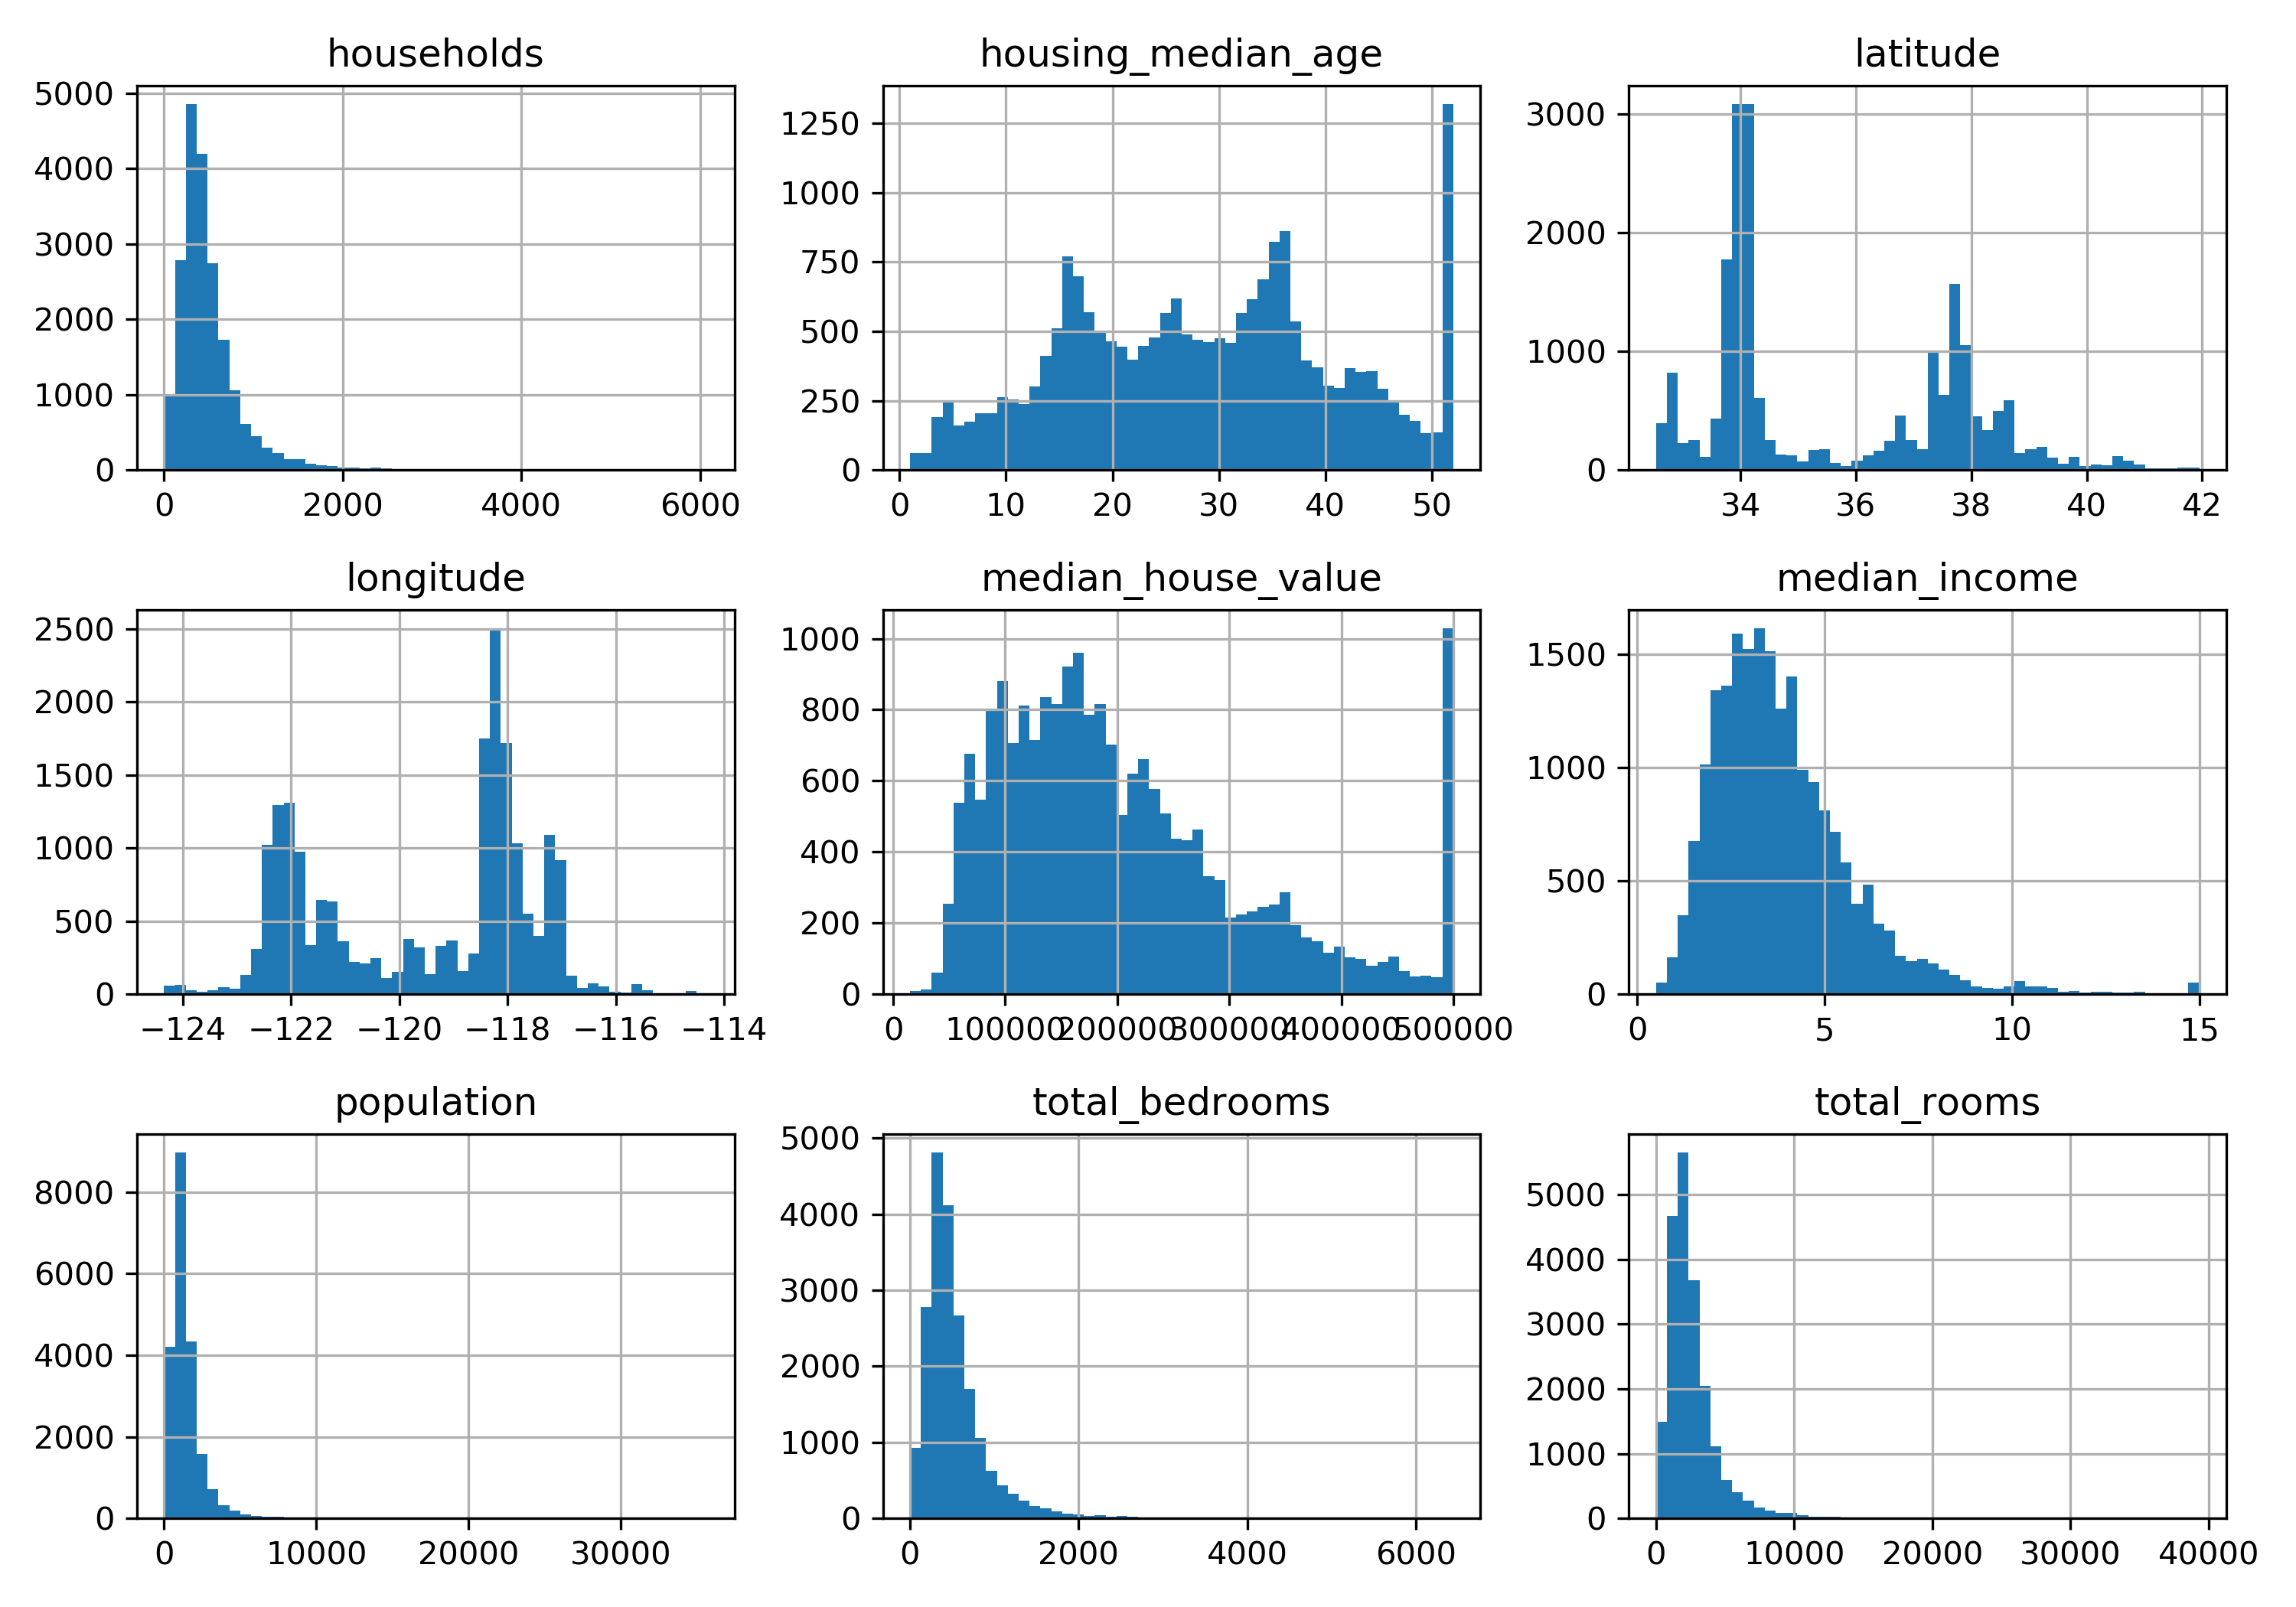 households
5000
4000
3000
2000
1000
0
0 2000 4000 6000
housing_median_age
1250
1000
750
500
250
0
0 10 20 30 40 50
latitude
3000
2000
1000
0
34 36 38 40 42
longitude
2500
2000
1500
1000
500
0
−124 −122 −120 −118 −116 −114
median_house_value
1000
800
600
400
200
0
0 100000 200000 300000 400000 500000
median_income
1500
1000
500
0
0 5 10 15
population
8000
6000
4000
2000
0
0 10000 20000 30000
total_bedrooms
5000
4000
3000
2000
1000
0
0 2000 4000 6000
total_rooms
5000
4000
3000
2000
1000
0
0 10000 20000 30000 40000